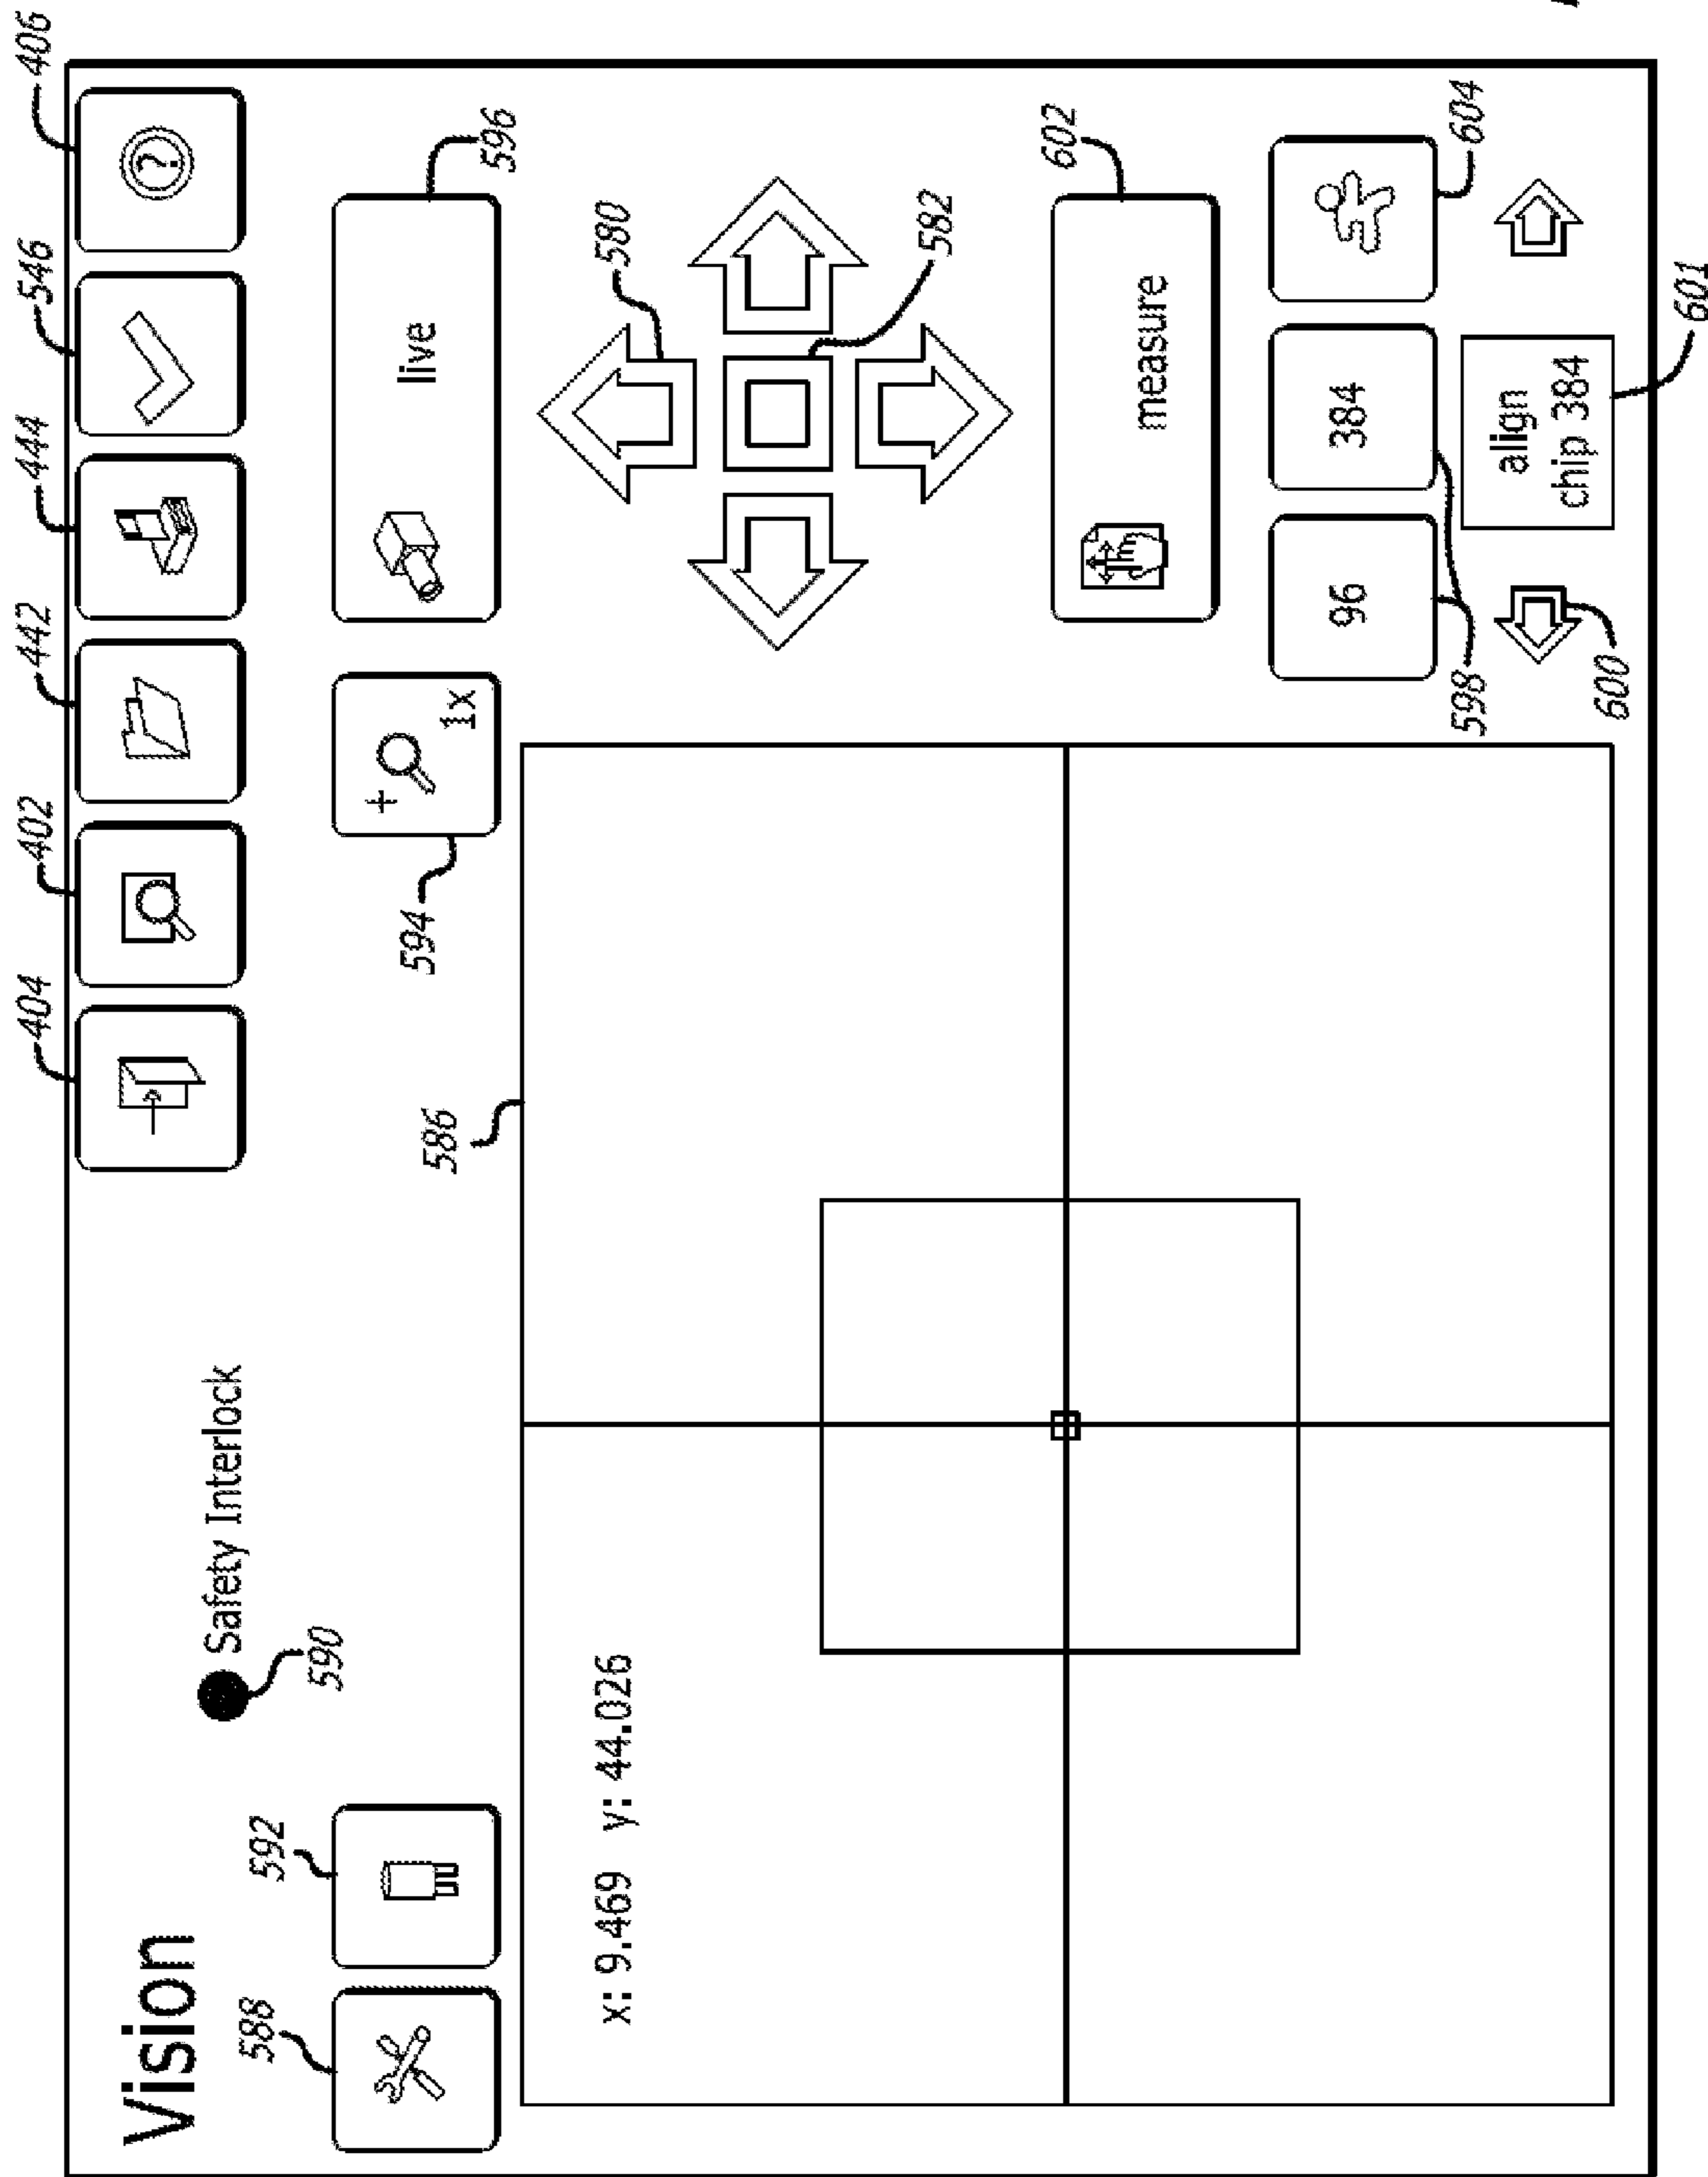 404 402 442 444 546 406
Vision
Safety Interlock
590
588 592
594
596
1x
live
586
x: 9.469 y: 44.026
580
582
measure
602
96 384
598
604
align
chip 384
600
601